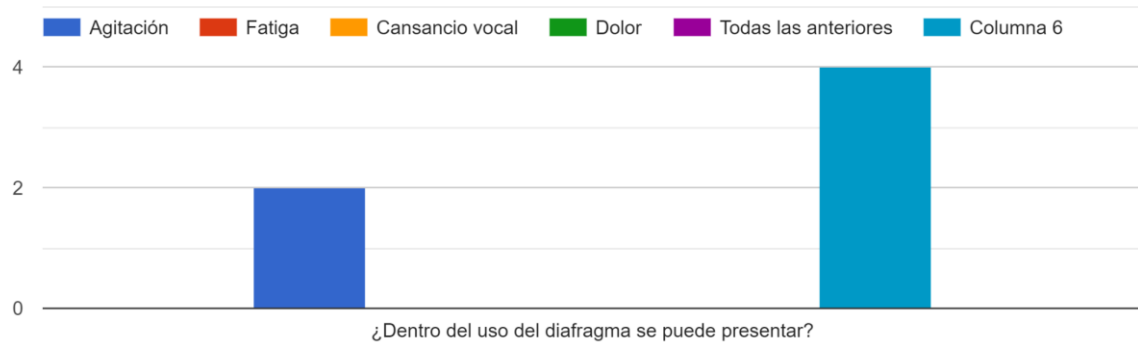 Agitación Fatiga Cansancio vocal Dolor Todas las anteriores Columna 6
4
2
0
¿Dentro del uso del diafragma se puede presentar?